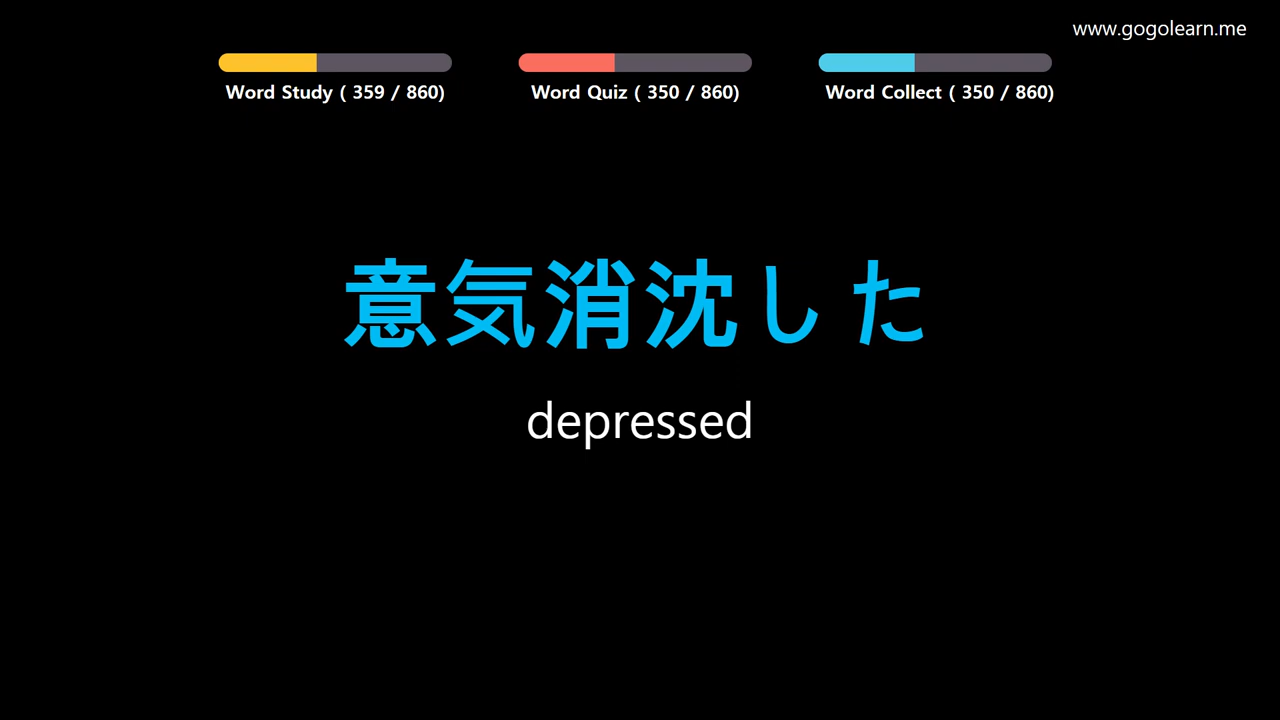 www.gogolearn.me
Word Study ( 359 / 860)
Word Quiz ( 350 / 860)
Word Collect ( 350 / 860)
意気消沈した
depressed